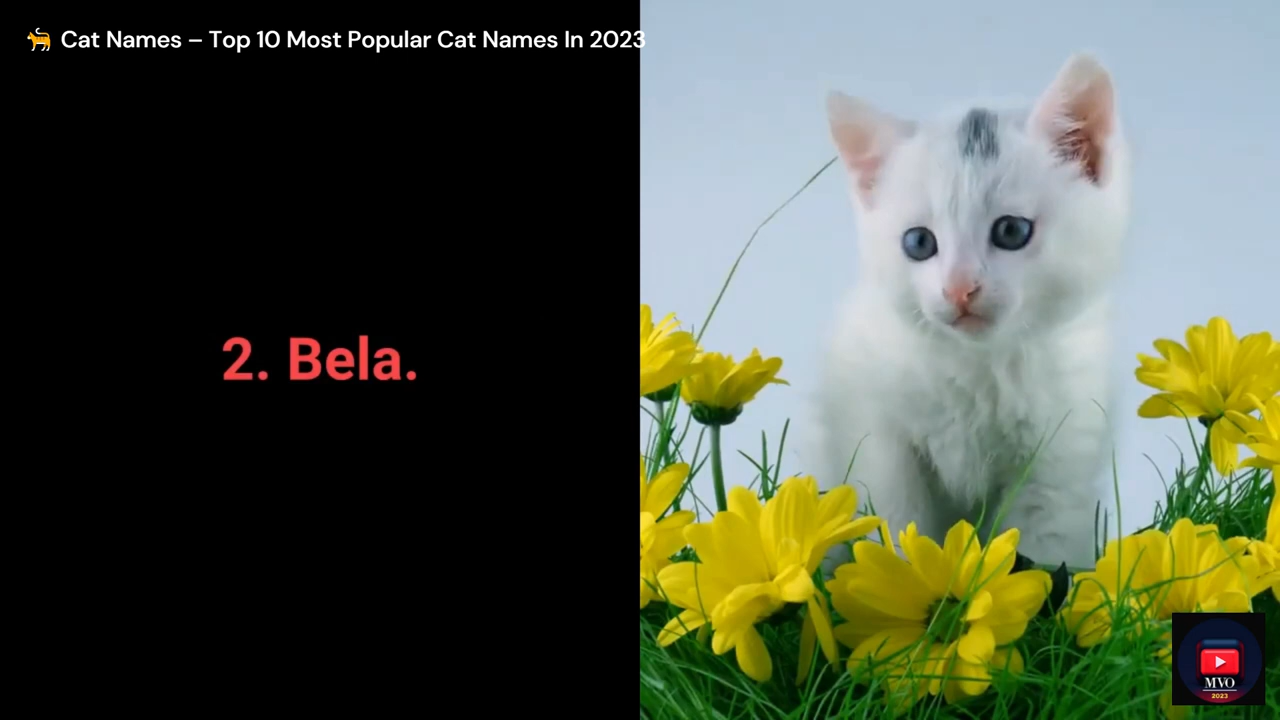 🐈 Cat Names – Top 10 Most Popular Cat Names In 2023
2. Bela.
MVO
2023